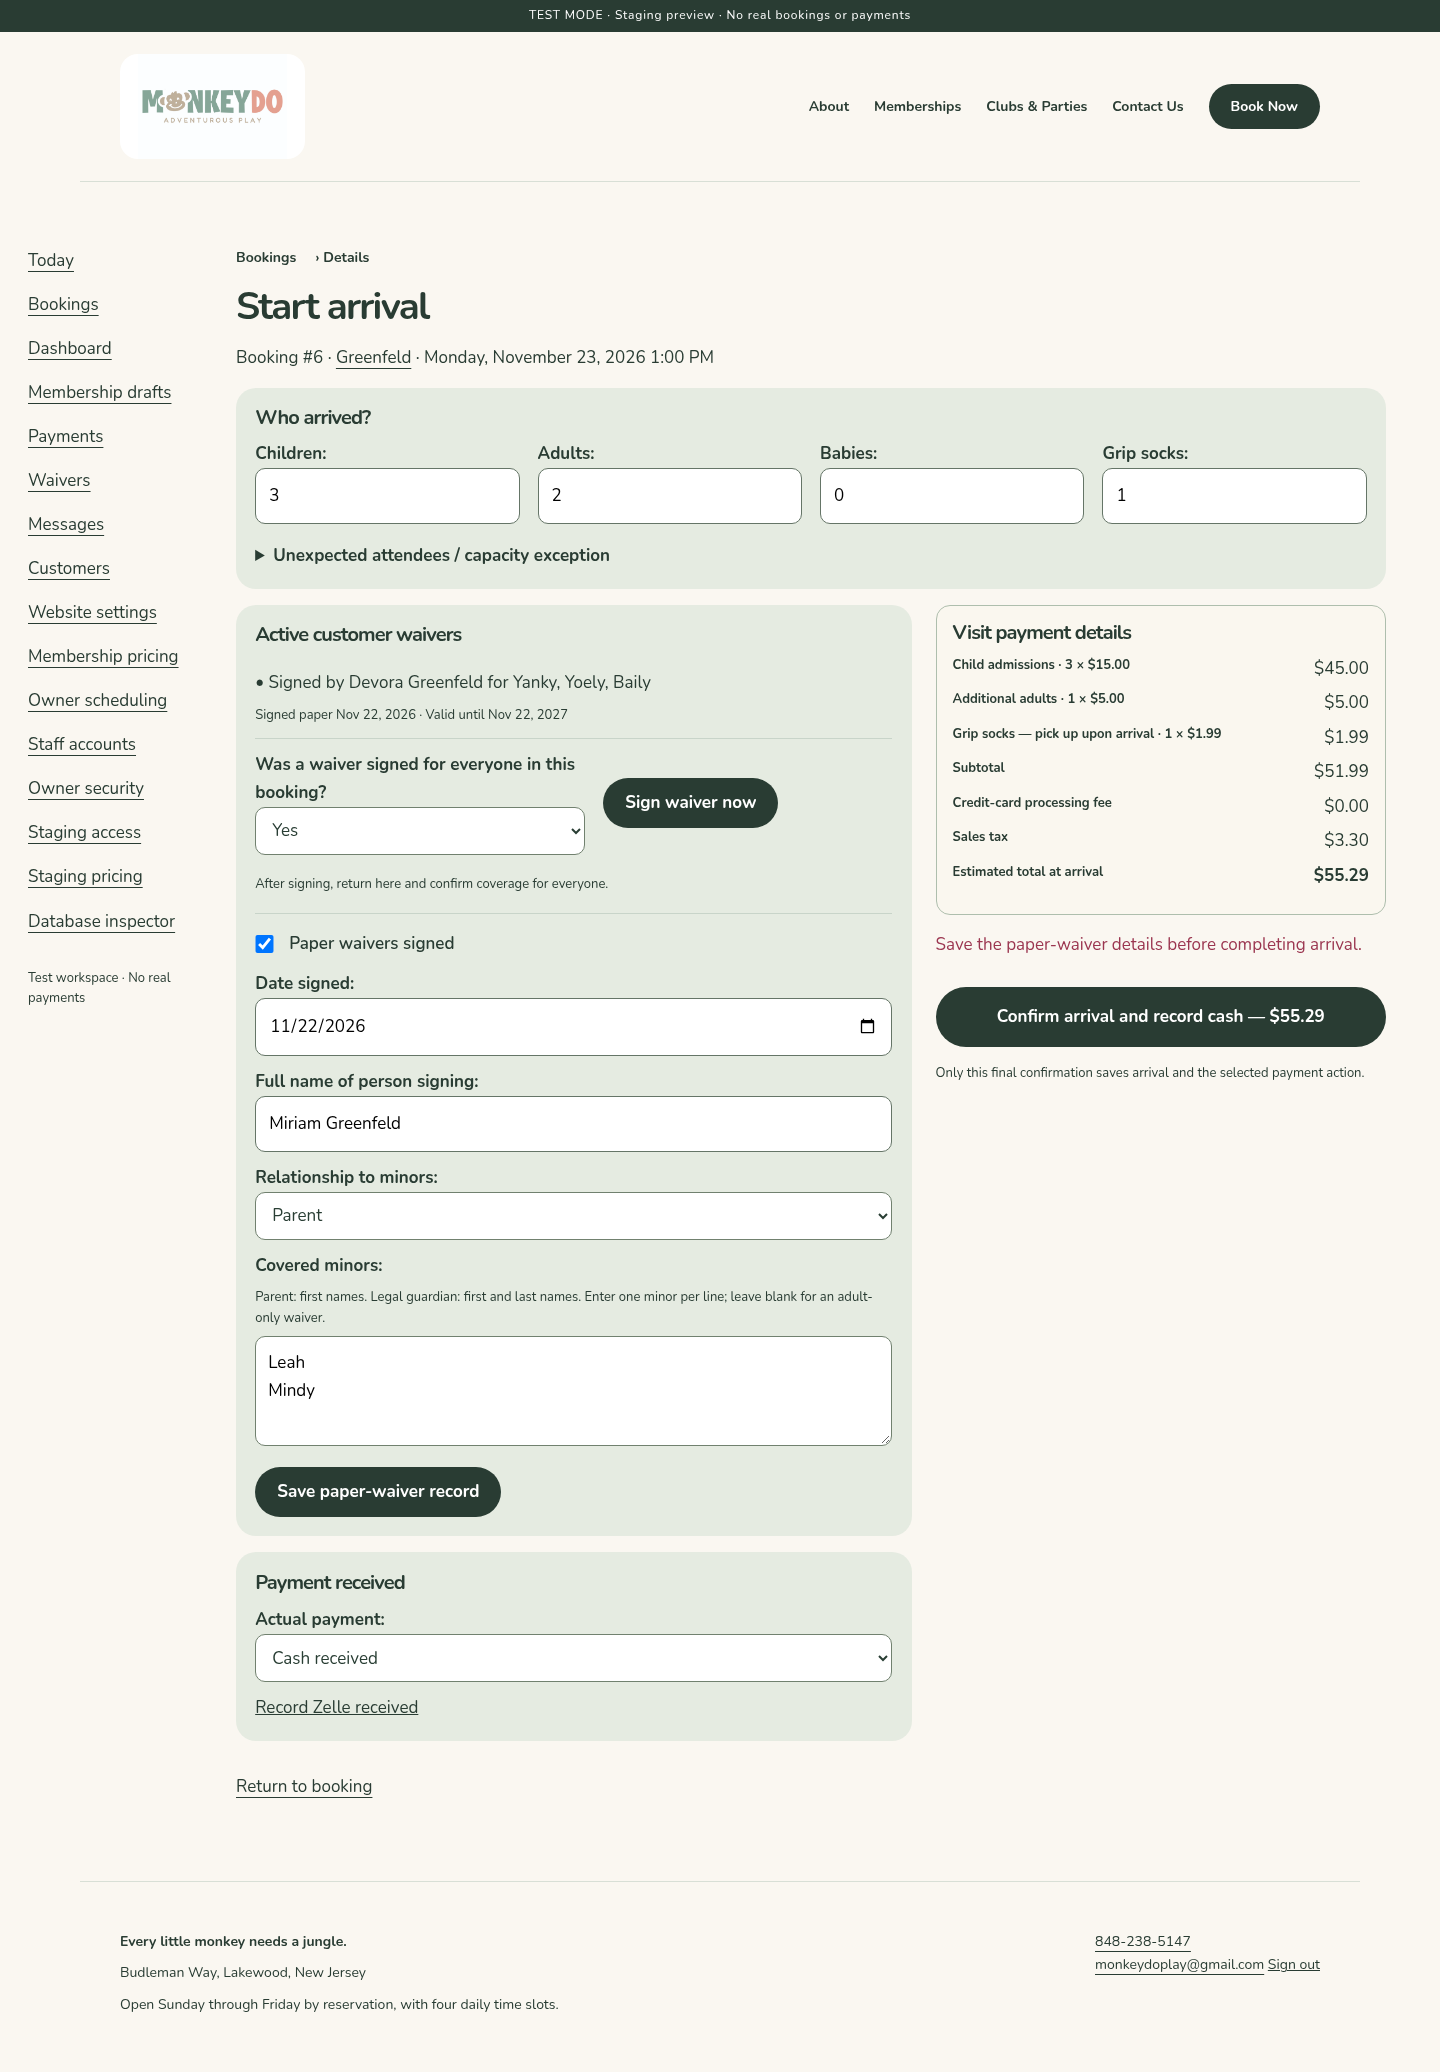 TEST MODE · Staging preview · No real bookings or payments
MONKEYDO
ADVENTUROUS PLAY
About
Memberships
Clubs & Parties
Contact Us
Book Now
Today
Bookings
Dashboard
Membership drafts
Payments
Waivers
Messages
Customers
Website settings
Membership pricing
Owner scheduling
Staff accounts
Owner security
Staging access
Staging pricing
Database inspector
Test workspace · No real
payments
Bookings › Details
Start arrival
Booking #6 · Greenfeld · Monday, November 23, 2026 1:00 PM
Who arrived?
Children:
3
Adults:
2
Babies:
0
Grip socks:
1
Unexpected attendees / capacity exception
Active customer waivers
• Signed by Devora Greenfeld for Yanky, Yoely, Baily
Signed paper Nov 22, 2026 · Valid until Nov 22, 2027
Was a waiver signed for everyone in this
booking?
Yes
Sign waiver now
After signing, return here and confirm coverage for everyone.
Paper waivers signed
Date signed:
11/22/2026
Full name of person signing:
Miriam Greenfeld
Relationship to minors:
Parent
Covered minors:
Parent: first names. Legal guardian: first and last names. Enter one minor per line; leave blank for an adult-
only waiver.
Leah
Mindy
Save paper-waiver record
Payment received
Actual payment:
Cash received
Record Zelle received
Return to booking
Visit payment details
Child admissions · 3 × $15.00 $45.00
Additional adults · 1 × $5.00 $5.00
Grip socks — pick up upon arrival · 1 × $1.99 $1.99
Subtotal $51.99
Credit-card processing fee $0.00
Sales tax $3.30
Estimated total at arrival $55.29
Save the paper-waiver details before completing arrival.
Confirm arrival and record cash — $55.29
Only this final confirmation saves arrival and the selected payment action.
Every little monkey needs a jungle.
Budleman Way, Lakewood, New Jersey
Open Sunday through Friday by reservation, with four daily time slots.
848-238-5147
monkeydoplay@gmail.com Sign out